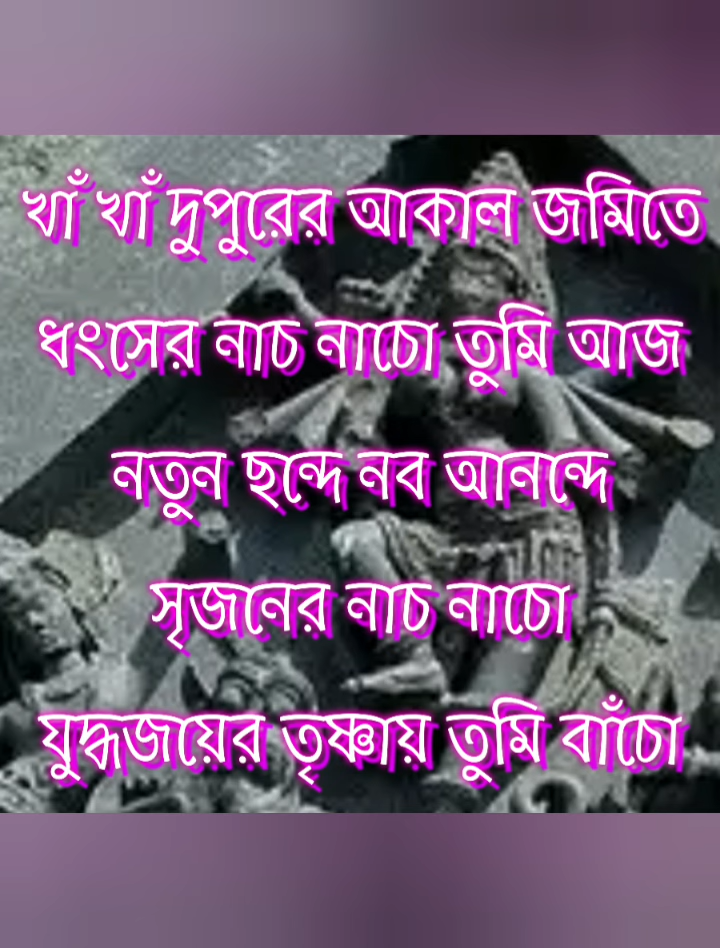 খাঁ খাঁ দুপুরের আকাল জমিতে
ধংসের নাচ নাচো তুমি আজ
নতুন ছন্দে নব আনন্দে
সৃজনের নাচ নাচো
যুদ্ধজয়ের তৃষ্ণায় তুমি বাঁচো